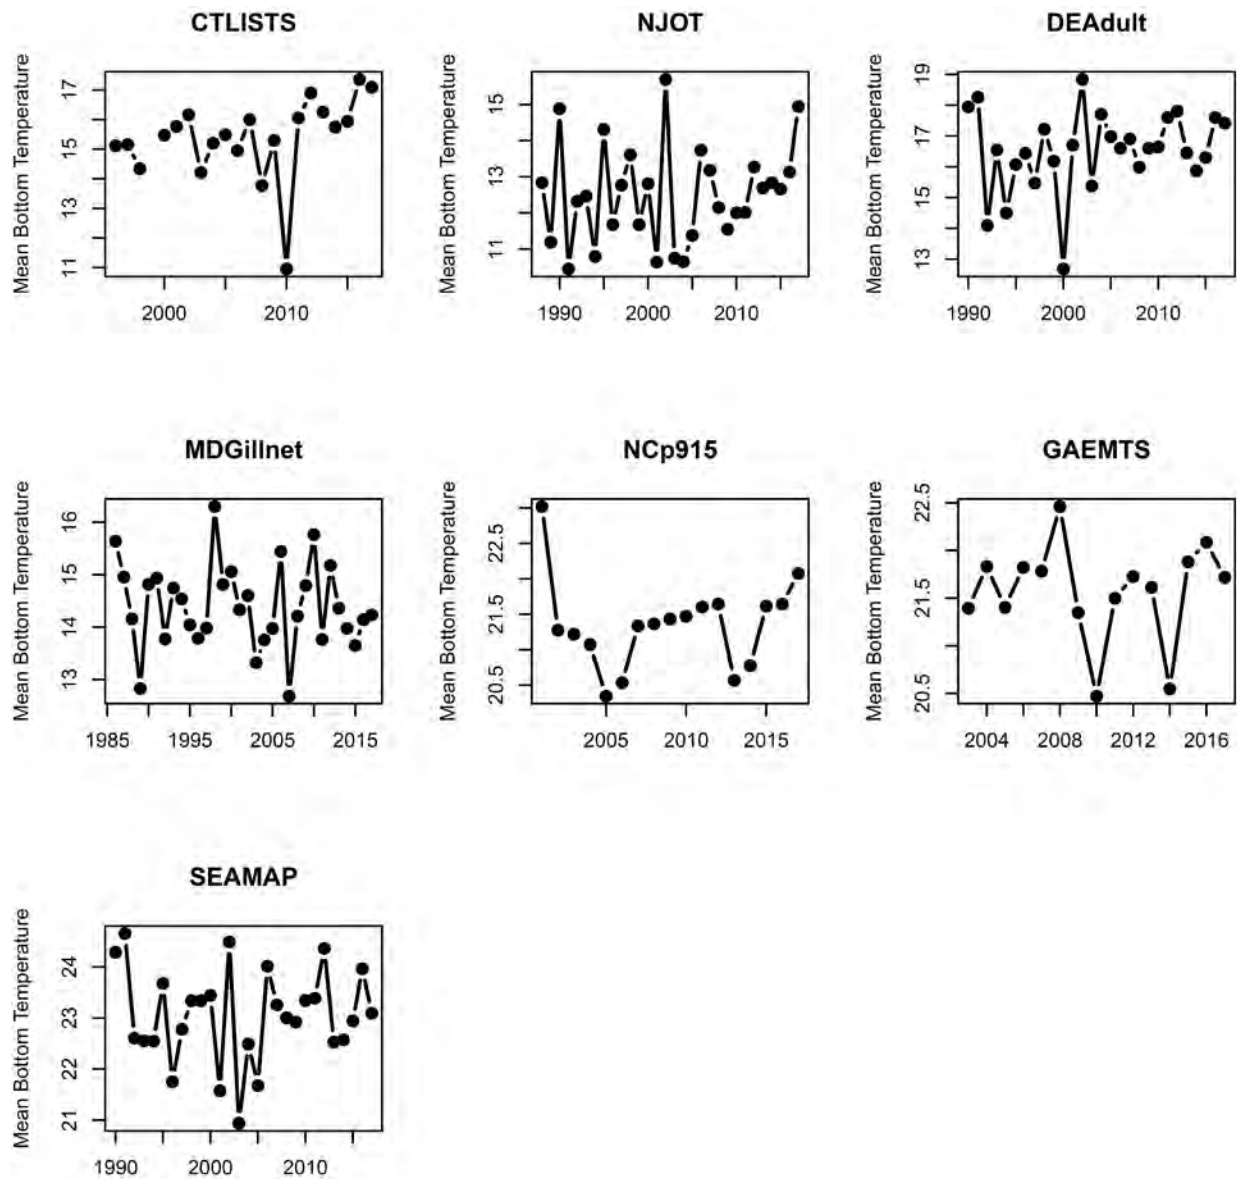 CTLISTS
Mean Bottom Temperature
17
15
13
11
2000 2010
NJOT
Mean Bottom Temperature
15
13
11
1990 2000 2010
DEAdult
Mean Bottom Temperature
19
17
15
13
1990 2000 2010
MDGillnet
Mean Bottom Temperature
16
15
14
13
1985 1995 2005 2015
NCp915
Mean Bottom Temperature
22.5
21.5
20.5
2005 2010 2015
GAEMTS
Mean Bottom Temperature
22.5
21.5
20.5
2004 2008 2012 2016
SEAMAP
Mean Bottom Temperature
24
23
22
21
1990 2000 2010